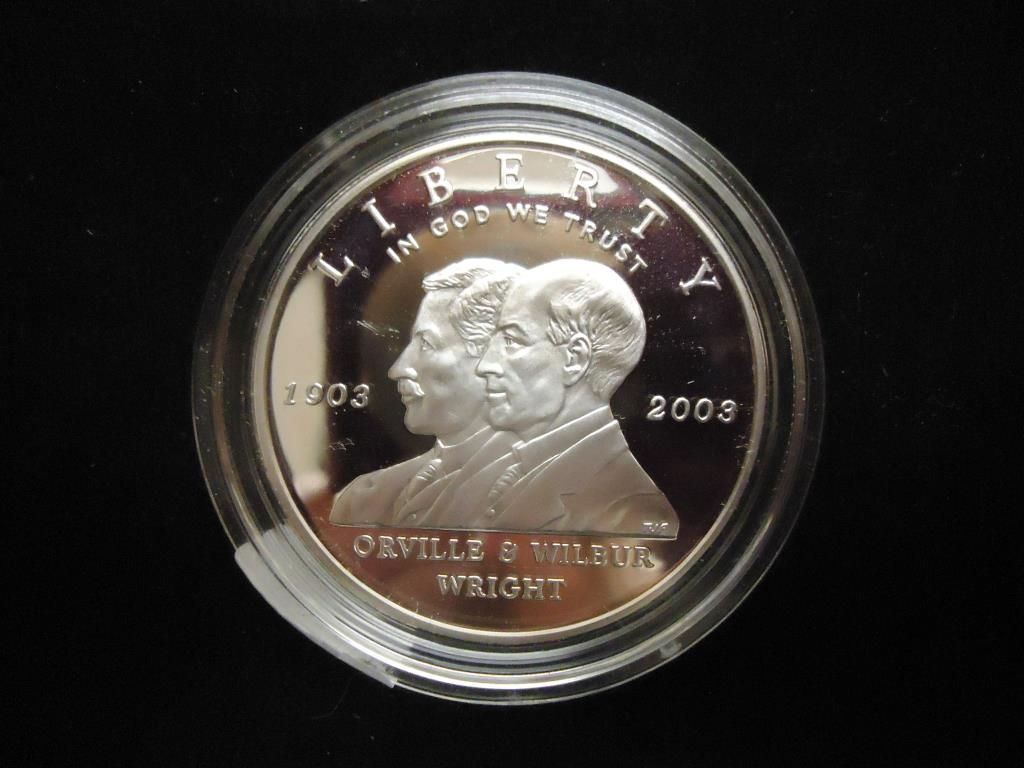 LIBERTY
IN GOD WE TRUST
1903
2003
ORVILLE & WILBUR
WRIGHT